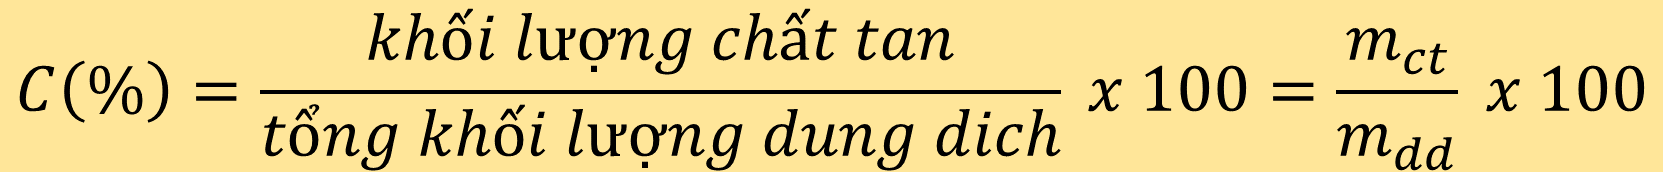 C(%) = khối lượng chất tan / tổng khối lượng dung dich x 100 = m_ct / m_dd x 100